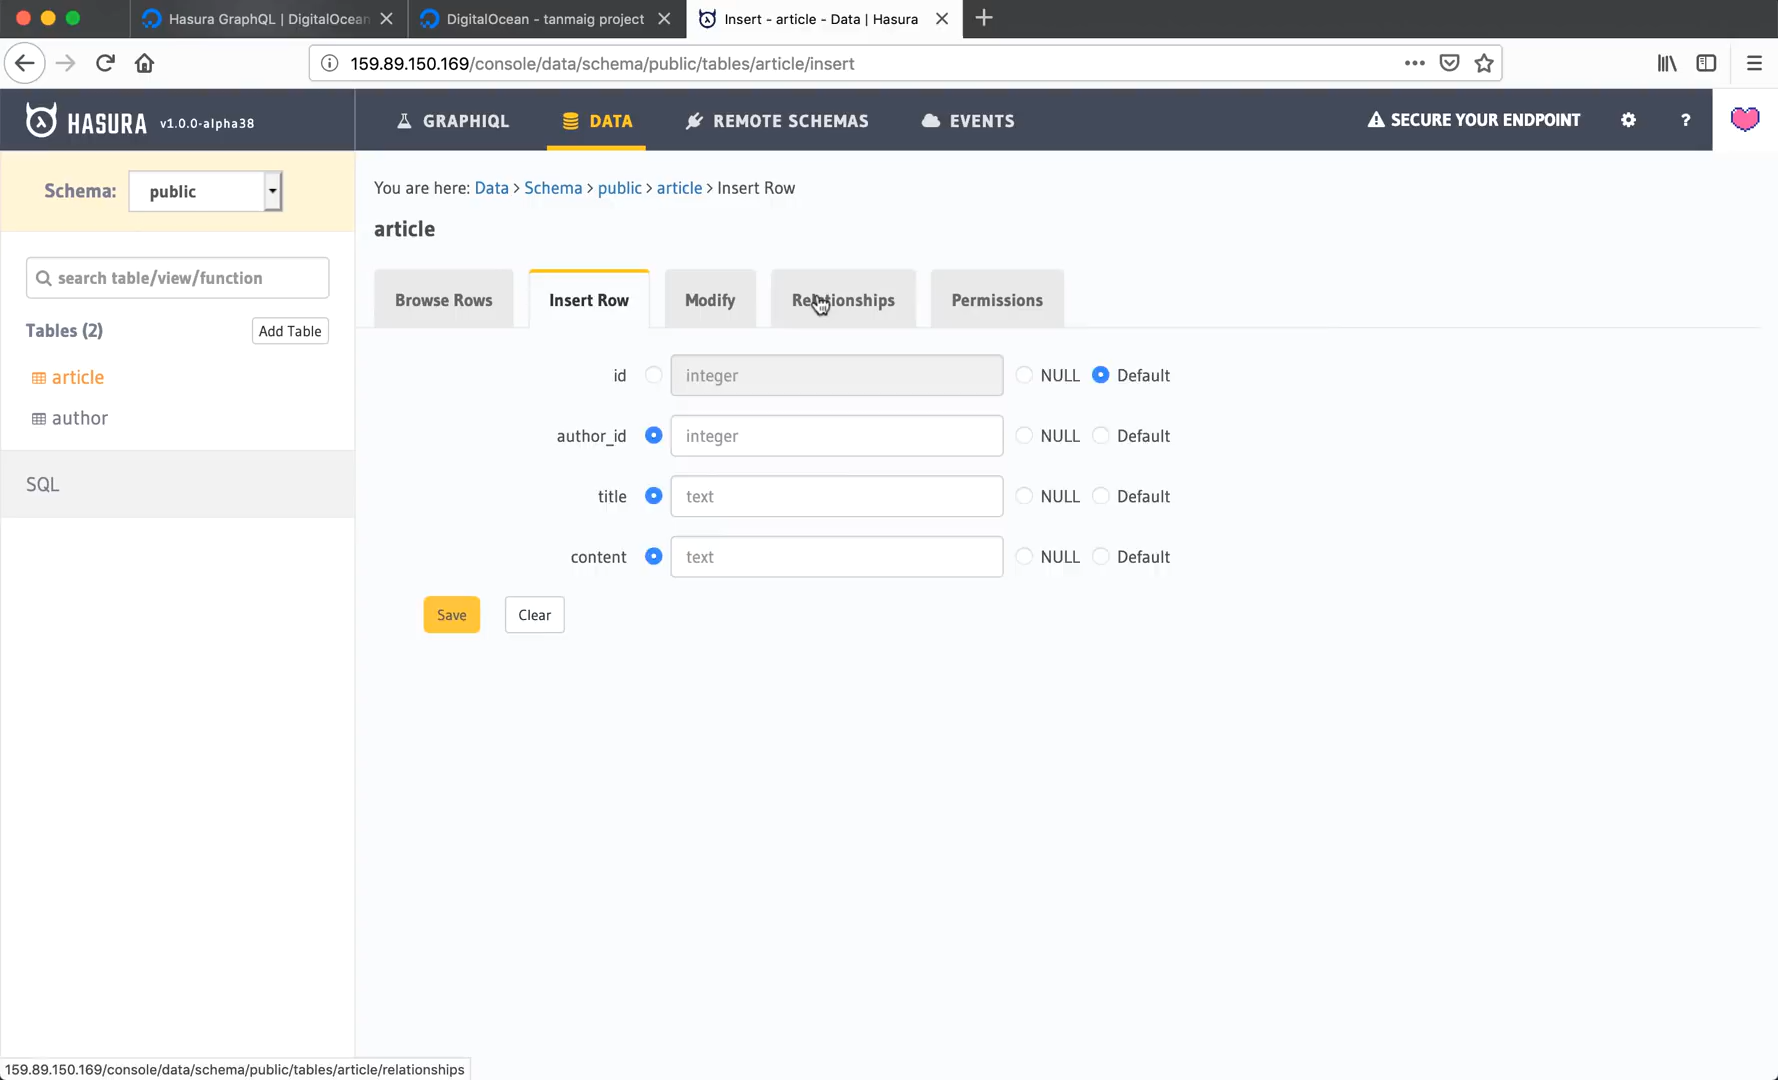 Hasura GraphQL | DigitalOcean
DigitalOcean - tanmaig project
Insert - article - Data | Hasura
159.89.150.169/console/data/schema/public/tables/article/insert
HASURA v1.0.0-alpha38
GRAPHIQL
DATA
REMOTE SCHEMAS
EVENTS
SECURE YOUR ENDPOINT
?
Schema: public
search table/view/function
Tables (2)
Add Table
article
author
SQL
You are here: Data > Schema > public > article > Insert Row
article
Browse Rows
Insert Row
Modify
Relationships
Permissions
id integer NULL Default
author_id integer NULL Default
title text NULL Default
content text NULL Default
Save
Clear
159.89.150.169/console/data/schema/public/tables/article/relationships